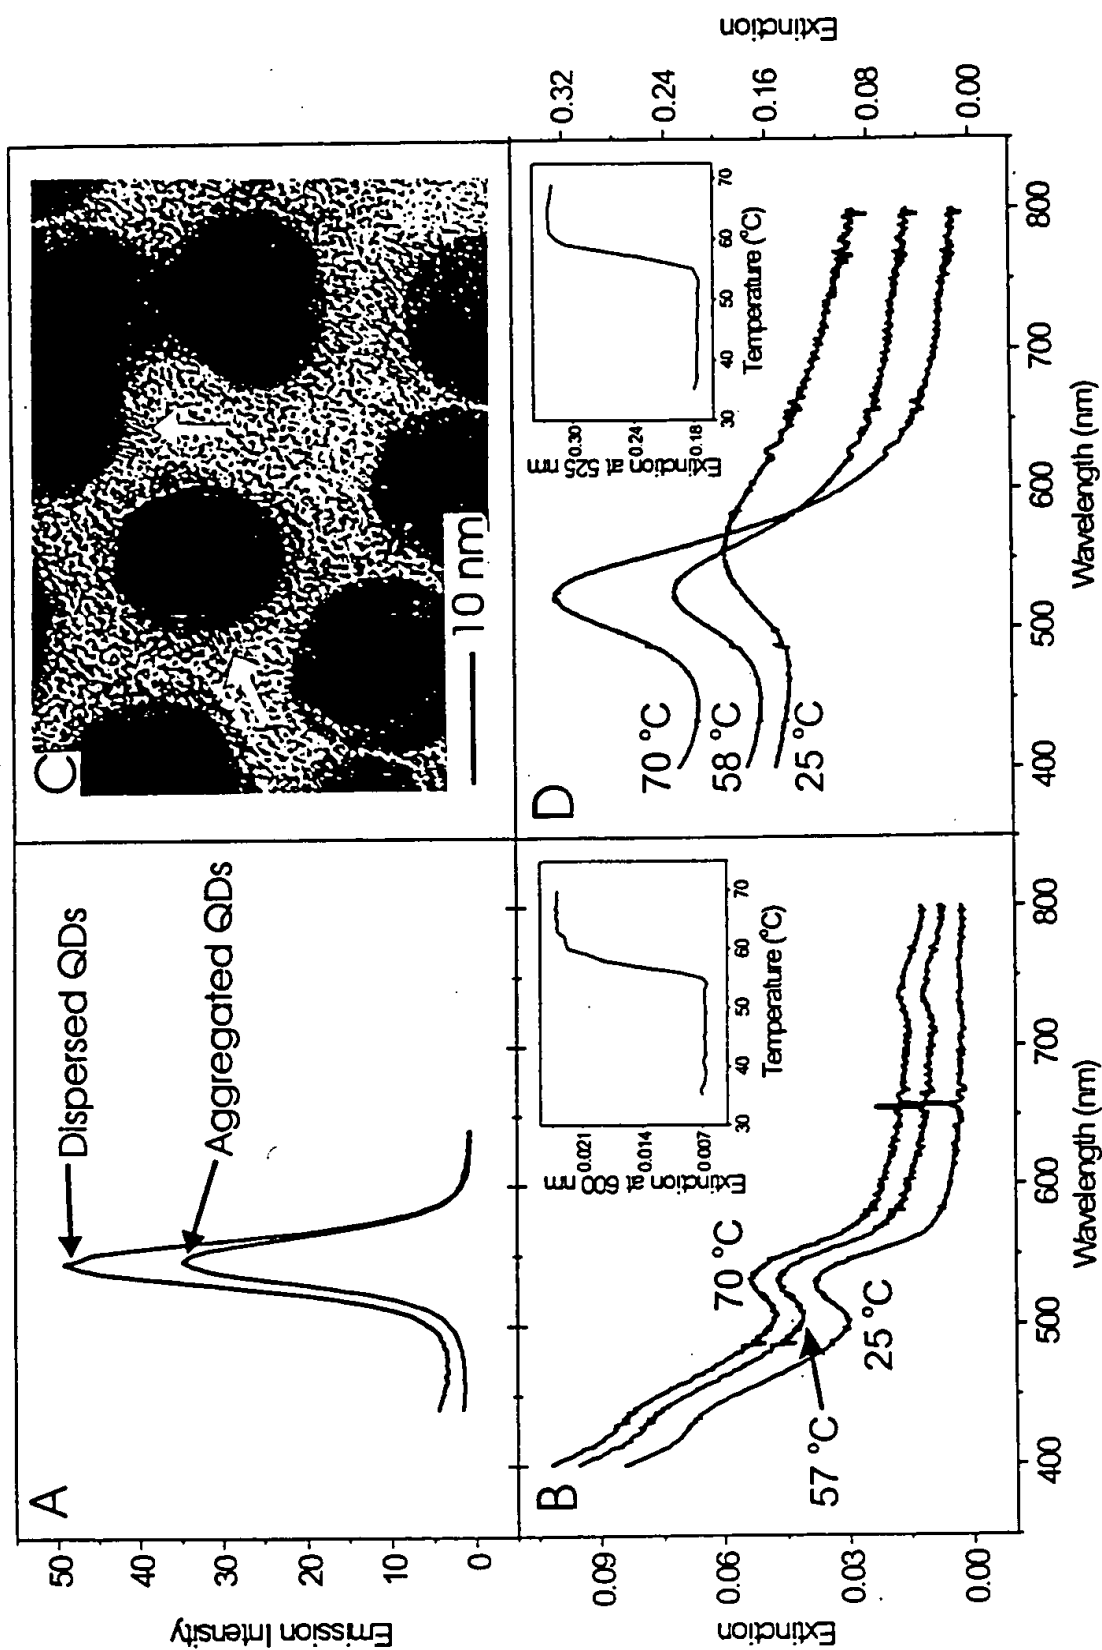 A
Dispersed QDs
Aggregated QDs
50
40
30
20
10
0
Emission Intensity
C
10 nm
B
70 °C
57 °C
25 °C
0.09
0.06
0.03
0.00
Extinction
400
500
600
700
800
Wavelength (nm)
0.021
0.014
0.007
Extinction at 600 nm
30
40
50
60
70
Temperature (°C)
D
70 °C
58 °C
25 °C
0.32
0.24
0.16
0.08
0.00
Extinction
400
500
600
700
800
Wavelength (nm)
0.30
0.24
0.18
Extinction at 525 nm
30
40
50
60
70
Temperature (°C)